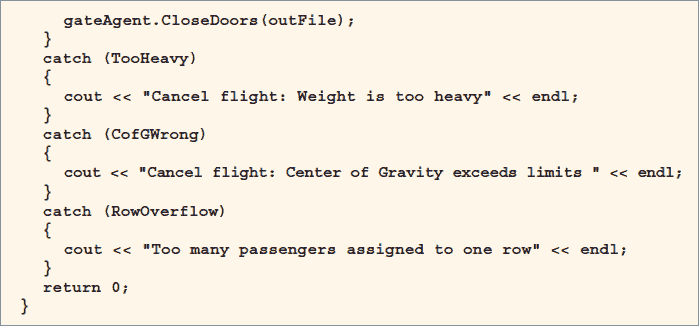 gateAgent.CloseDoors(outFile);
}
catch (TooHeavy)
{
cout << "Cancel flight: Weight is too heavy" << endl;
}
catch (CofGWrong)
{
cout << "Cancel flight: Center of Gravity exceeds limits " << endl;
}
catch (RowOverflow)
{
cout << "Too many passengers assigned to one row" << endl;
}
return 0;
}